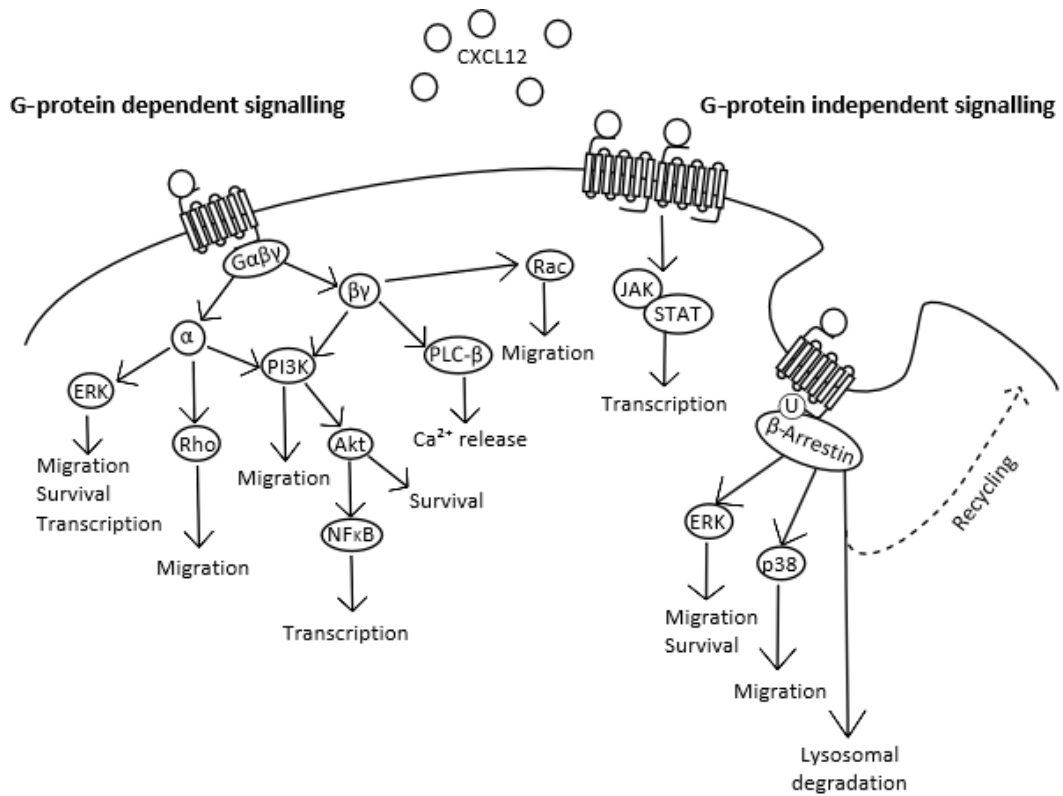 CXCL12
G-protein dependent signalling
G-protein independent signalling
Gαβγ
βγ
Rac
α
PI3K
PLC-β
Migration
ERK
Rho
Akt
Ca²⁺ release
Migration
Survival
Transcription
Migration
Survival
NFκB
Migration
Transcription
JAK
STAT
Transcription
U
β-Arrestin
Recycling
ERK
p38
Migration
Survival
Migration
Lysosomal
degradation